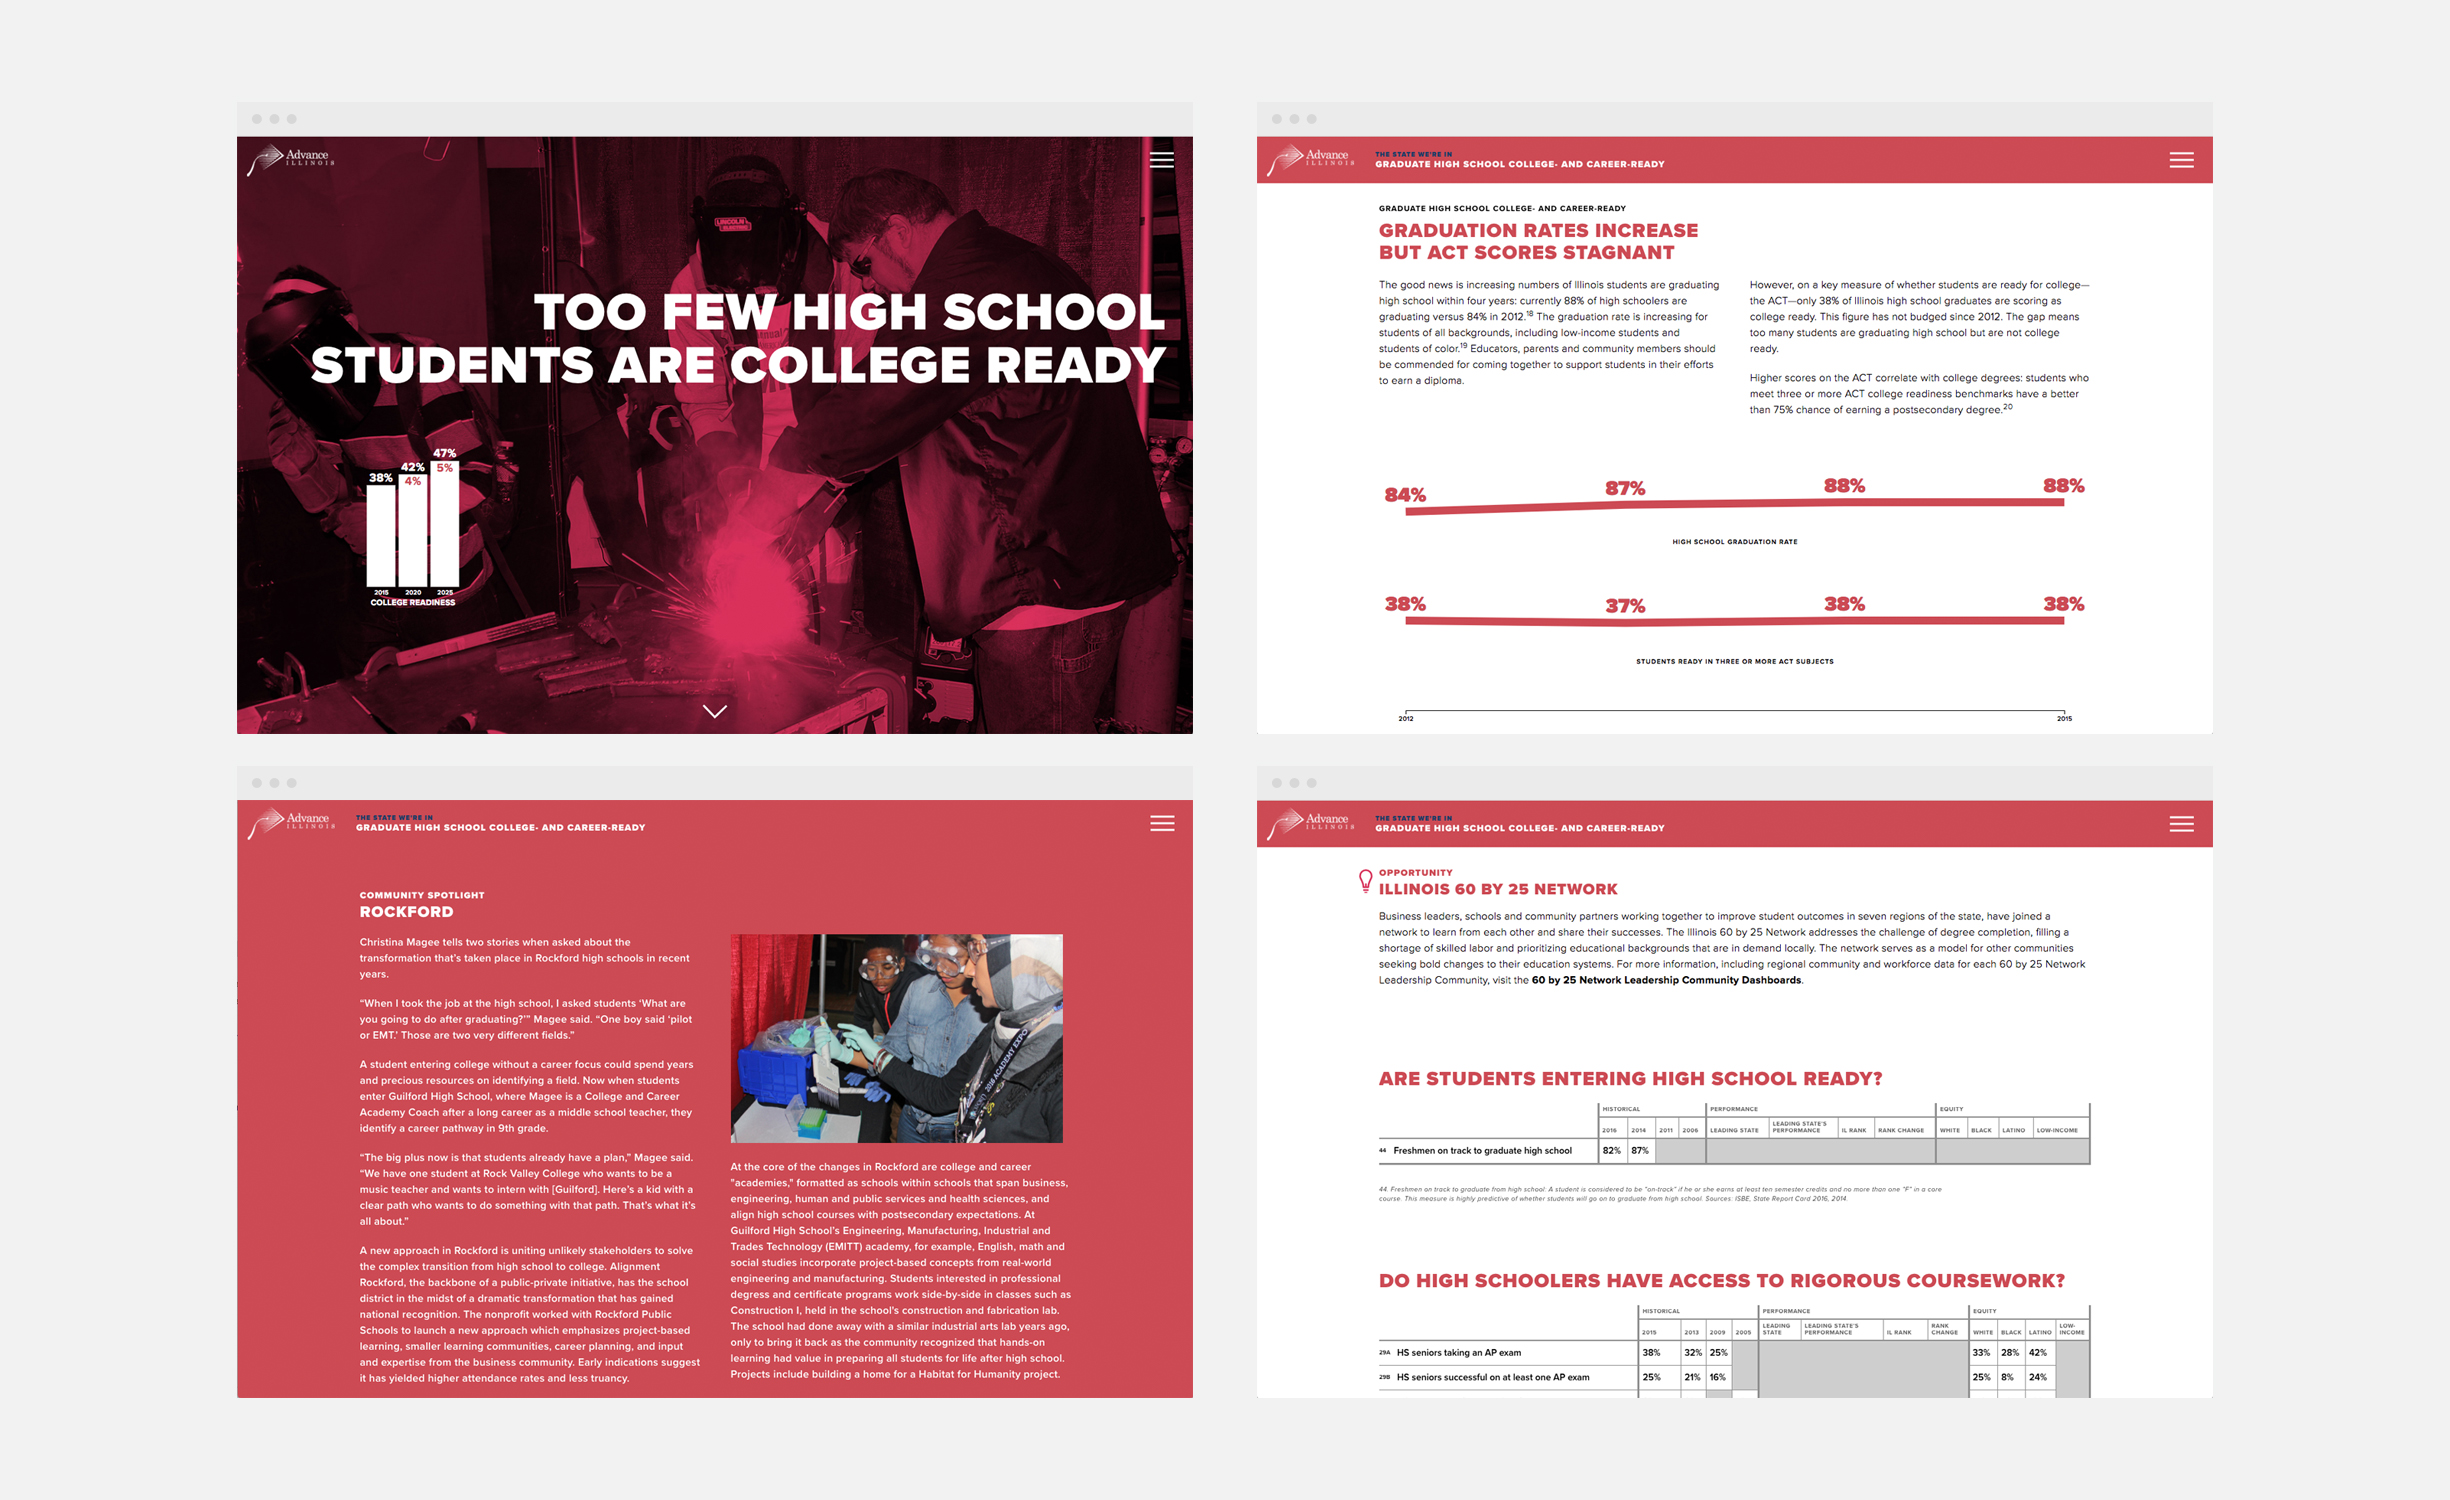 Advance
ILLINOIS
LINCOLN
ELECTRIC
TOO FEW HIGH SCHOOL
STUDENTS ARE COLLEGE READY
38%
42%
4%
47%
5%
2015 2020 2025
COLLEGE READINESS
Advance
ILLINOIS
THE STATE WE'RE IN
GRADUATE HIGH SCHOOL COLLEGE- AND CAREER-READY
GRADUATE HIGH SCHOOL COLLEGE- AND CAREER-READY
GRADUATION RATES INCREASE
BUT ACT SCORES STAGNANT
The good news is increasing numbers of Illinois students are graduating
high school within four years: currently 88% of high schoolers are
graduating versus 84% in 2012.18 The graduation rate is increasing for
students of all backgrounds, including low-income students and
students of color.19 Educators, parents and community members should
be commended for coming together to support students in their efforts
to earn a diploma.
However, on a key measure of whether students are ready for college—
the ACT—only 38% of Illinois high school graduates are scoring as
college ready. This figure has not budged since 2012. The gap means
too many students are graduating high school but are not college
ready.
Higher scores on the ACT correlate with college degrees: students who
meet three or more ACT college readiness benchmarks have a better
than 75% chance of earning a postsecondary degree.20
84% 87% 88% 88%
HIGH SCHOOL GRADUATION RATE
38% 37% 38% 38%
STUDENTS READY IN THREE OR MORE ACT SUBJECTS
2012 2015
Advance
ILLINOIS
THE STATE WE'RE IN
GRADUATE HIGH SCHOOL COLLEGE- AND CAREER-READY
COMMUNITY SPOTLIGHT
ROCKFORD
Christina Magee tells two stories when asked about the
transformation that's taken place in Rockford high schools in recent
years.
“When I took the job at the high school, I asked students ‘What are
you going to do after graduating?’” Magee said. “One boy said ‘pilot
or EMT.’ Those are two very different fields.”
A student entering college without a career focus could spend years
and precious resources on identifying a field. Now when students
enter Guilford High School, where Magee is a College and Career
Academy Coach after a long career as a middle school teacher, they
identify a career pathway in 9th grade.
“The big plus now is that students already have a plan,” Magee said.
“We have one student at Rock Valley College who wants to be a
music teacher and wants to intern with [Guilford]. Here’s a kid with a
clear path who wants to do something with that path. That’s what it’s
all about.”
A new approach in Rockford is uniting unlikely stakeholders to solve
the complex transition from high school to college. Alignment
Rockford, the backbone of a public-private initiative, has the school
district in the midst of a dramatic transformation that has gained
national recognition. The nonprofit worked with Rockford Public
Schools to launch a new approach which emphasizes project-based
learning, smaller learning communities, career planning, and input
and expertise from the business community. Early indications suggest
it has yielded higher attendance rates and less truancy.
2016 ACADEMY EXPO
At the core of the changes in Rockford are college and career
"academies," formatted as schools within schools that span business,
engineering, human and public services and health sciences, and
align high school courses with postsecondary expectations. At
Guilford High School's Engineering, Manufacturing, Industrial and
Trades Technology (EMITT) academy, for example, English, math and
social studies incorporate project-based concepts from real-world
engineering and manufacturing. Students interested in professional
degree and certificate programs work side-by-side in classes such as
Construction I, held in the school's construction and fabrication lab.
The school had done away with a similar industrial arts lab years ago,
only to bring it back as the community recognized that hands-on
learning had value in preparing all students for life after high school.
Projects include building a home for a Habitat for Humanity project.
Advance
ILLINOIS
THE STATE WE'RE IN
GRADUATE HIGH SCHOOL COLLEGE- AND CAREER-READY
OPPORTUNITY
ILLINOIS 60 BY 25 NETWORK
Business leaders, schools and community partners working together to improve student outcomes in seven regions of the state, have joined a
network to learn from each other and share their successes. The Illinois 60 by 25 Network addresses the challenge of degree completion, filling a
shortage of skilled labor and prioritizing educational backgrounds that are in demand locally. The network serves as a model for other communities
seeking bold changes to their education systems. For more information, including regional community and workforce data for each 60 by 25 Network
Leadership Community, visit the 60 by 25 Network Leadership Community Dashboards.
ARE STUDENTS ENTERING HIGH SCHOOL READY?
HISTORICAL PERFORMANCE EQUITY
2016 2014 2011 2006 LEADING STATE LEADING STATE'S PERFORMANCE IL RANK RANK CHANGE WHITE BLACK LATINO LOW-INCOME
44 Freshmen on track to graduate high school 82% 87%
44. Freshmen on track to graduate from high school: A student is considered to be "on-track" if he or she earns at least ten semester credits and no more than one "F" in a core
course. This measure is highly predictive of whether students will go on to graduate from high school. Sources: ISBE, State Report Card 2016, 2014.
DO HIGH SCHOOLERS HAVE ACCESS TO RIGOROUS COURSEWORK?
HISTORICAL PERFORMANCE EQUITY
2015 2013 2009 2005 LEADING STATE LEADING STATE'S PERFORMANCE IL RANK RANK CHANGE WHITE BLACK LATINO LOW-INCOME
29A HS seniors taking an AP exam 38% 32% 25% 33% 28% 42%
29B HS seniors successful on at least one AP exam 25% 21% 16% 25% 8% 24%